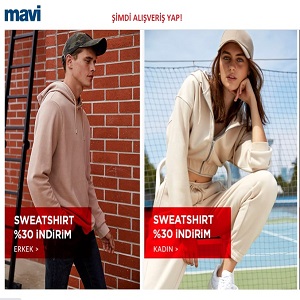 mavi
ŞİMDİ ALIŞVERİŞ YAP!
SWEATSHIRT
%30 İNDİRİM
ERKEK >
SWEATSHIRT
%30 İNDİRİM
KADIN >